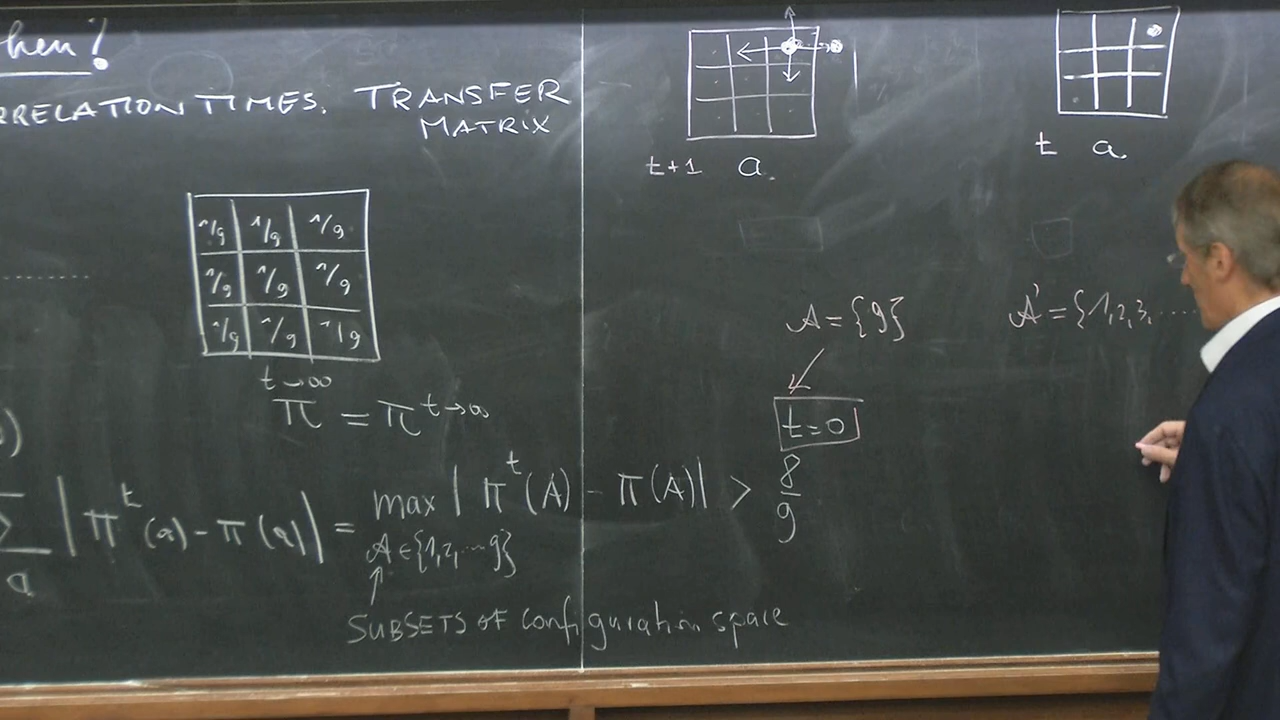 hen!
RRELATION TIMES. TRANSFER
MATRIX
1/9 1/9 1/9
1/9 1/9 1/9
1/9 1/9 1/9
t→∞
π = π^{t→∞}
)
∑_a |π^t(a) - π(a)| = max |π^t(A) - π(A)| > 8/9
A ∈ {1,2,...9}
SUBSETS OF configuration space
t+1 a.
t a.
A = {9}
t=0
A' = {1,2,3,.....